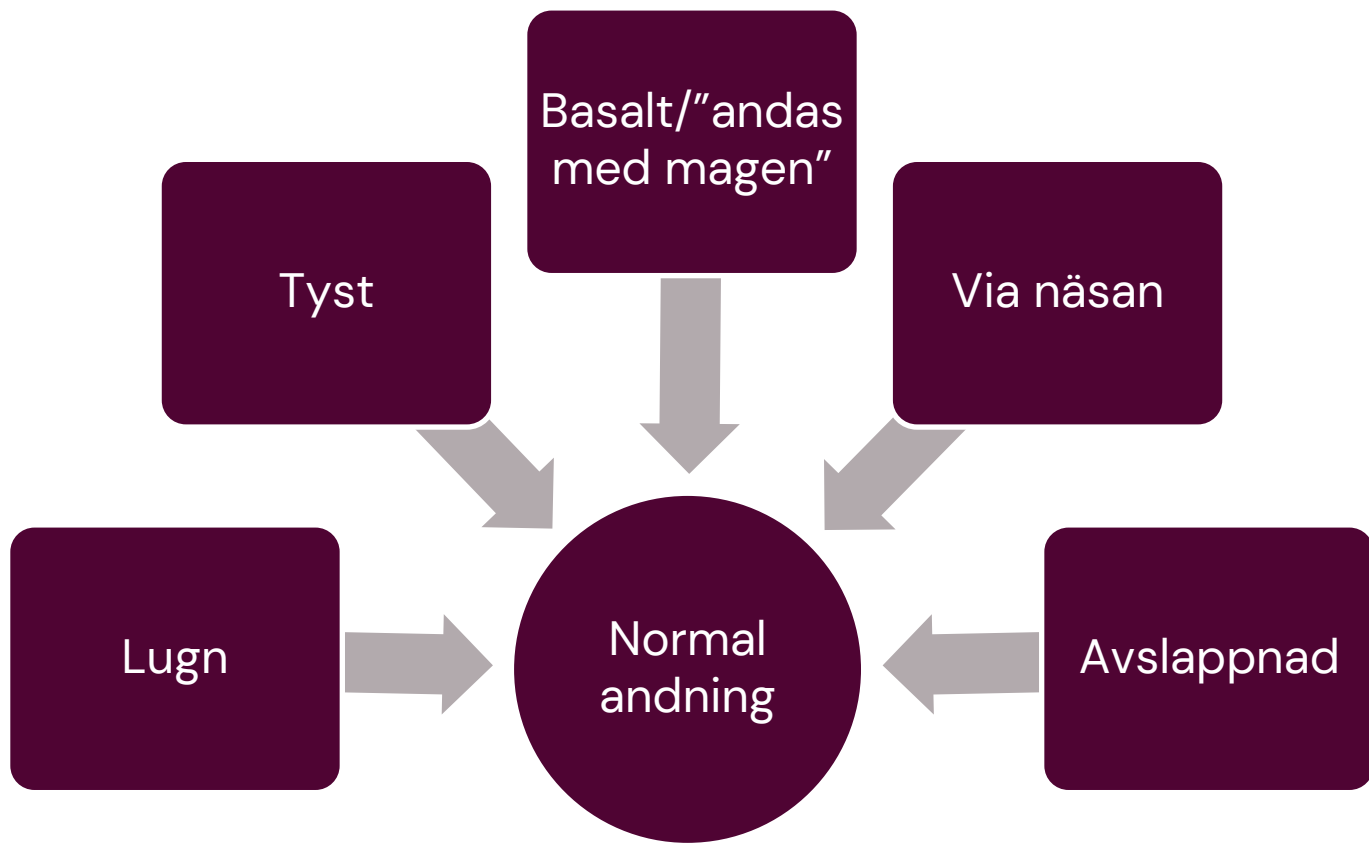 Basalt/”andas
med magen”
Tyst
Via näsan
Lugn
Normal
andning
Avslappnad